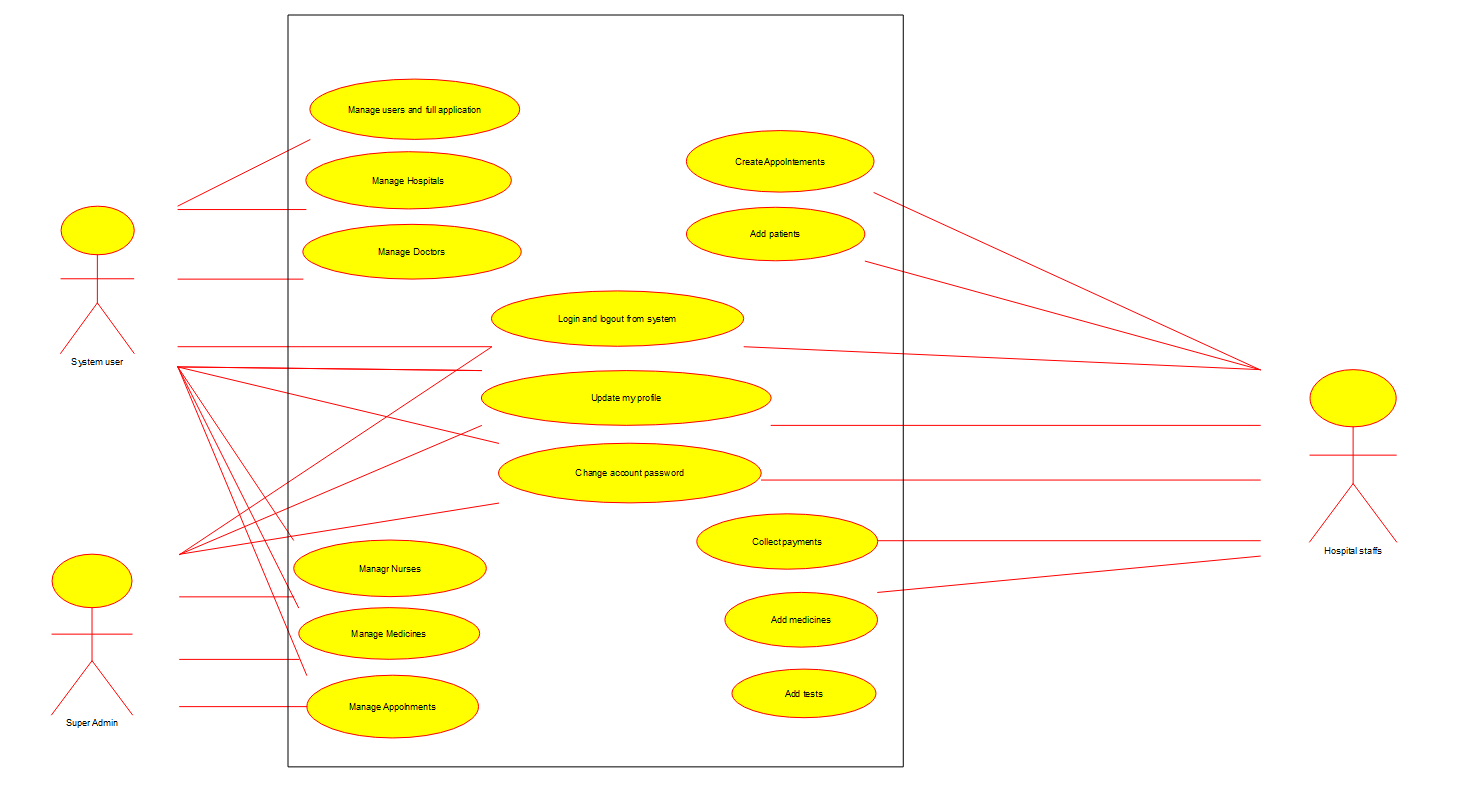 Manage users and full application
Manage Hospitals
Manage Doctors
Create Appointements
Add patients
Login and logout from system
Update my profile
Change account password
System user
Managr Nurses
Manage Medicines
Manage Appoinments
Super Admin
Collect payments
Add medicines
Add tests
Hospital staffs